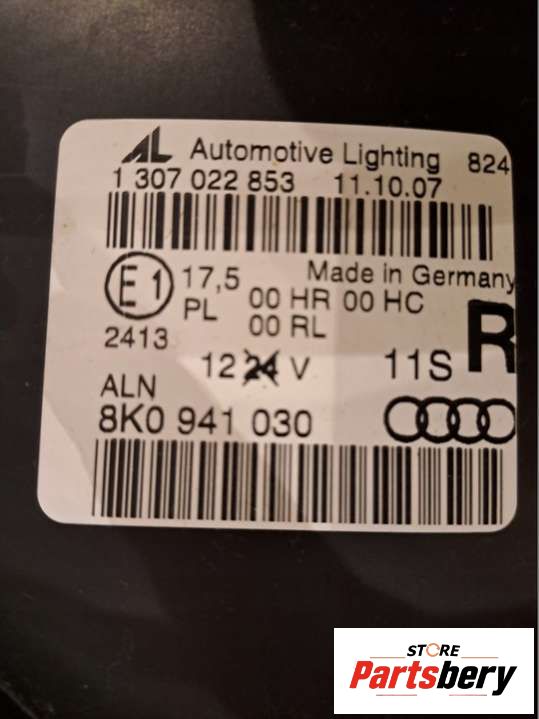 AL Automotive Lighting 824
1 307 022 853 11.10.07
E1 17,5 Made in Germany
PL 00 HR 00 HC
2413 00 RL R
12 24 V 11S
ALN
8K0 941 030
STORE
Partsbery